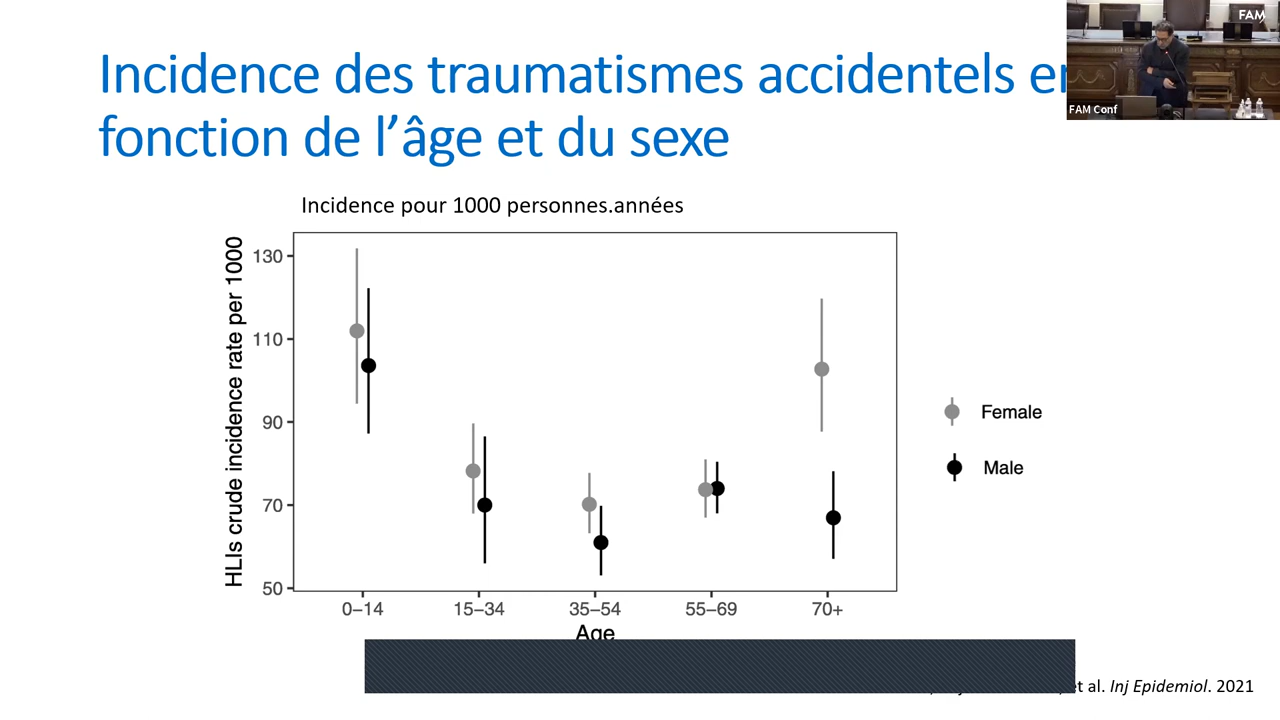 FAM
FAM Conf
Incidence des traumatismes accidentels
fonction de l'âge et du sexe
Incidence pour 1000 personnes.années
HLIs crude incidence rate per 1000
130
110
90
70
50
0–14 15–34 35–54 55–69 70+
Age
Female
Male
et al. Inj Epidemiol. 2021